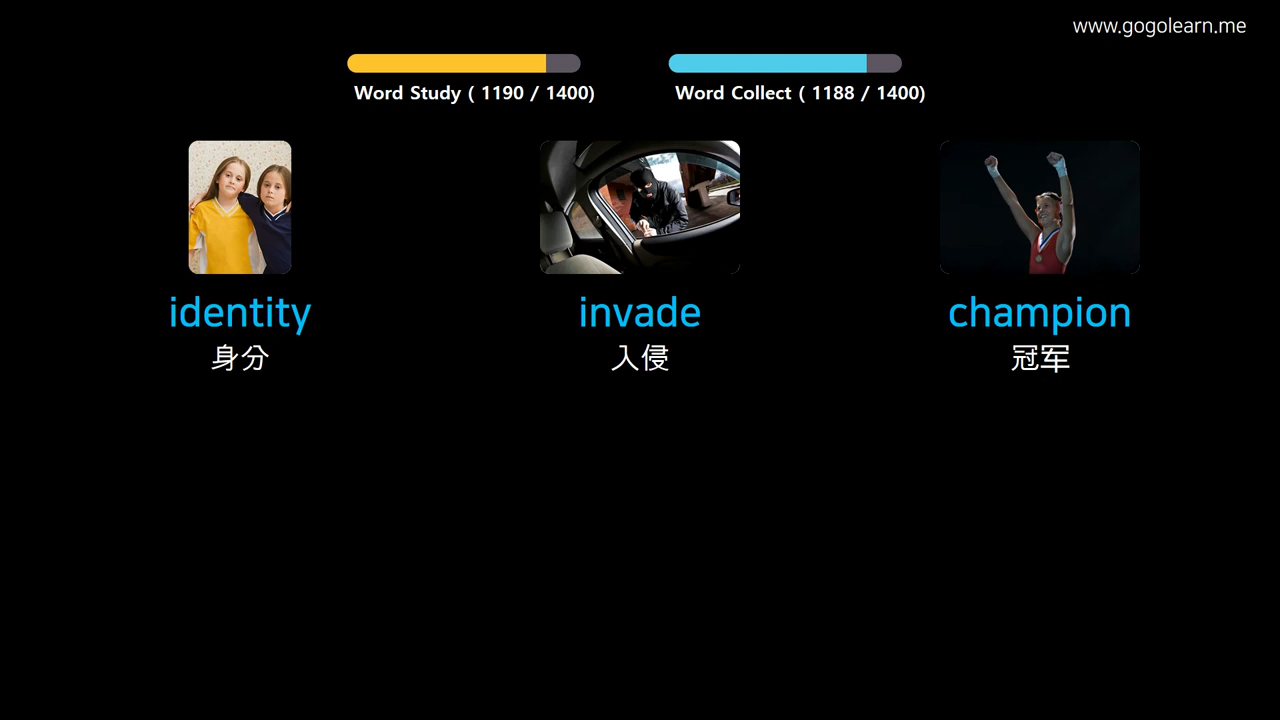 www.gogolearn.me
Word Study ( 1190 / 1400)
Word Collect ( 1188 / 1400)
identity
身分
invade
入侵
champion
冠军